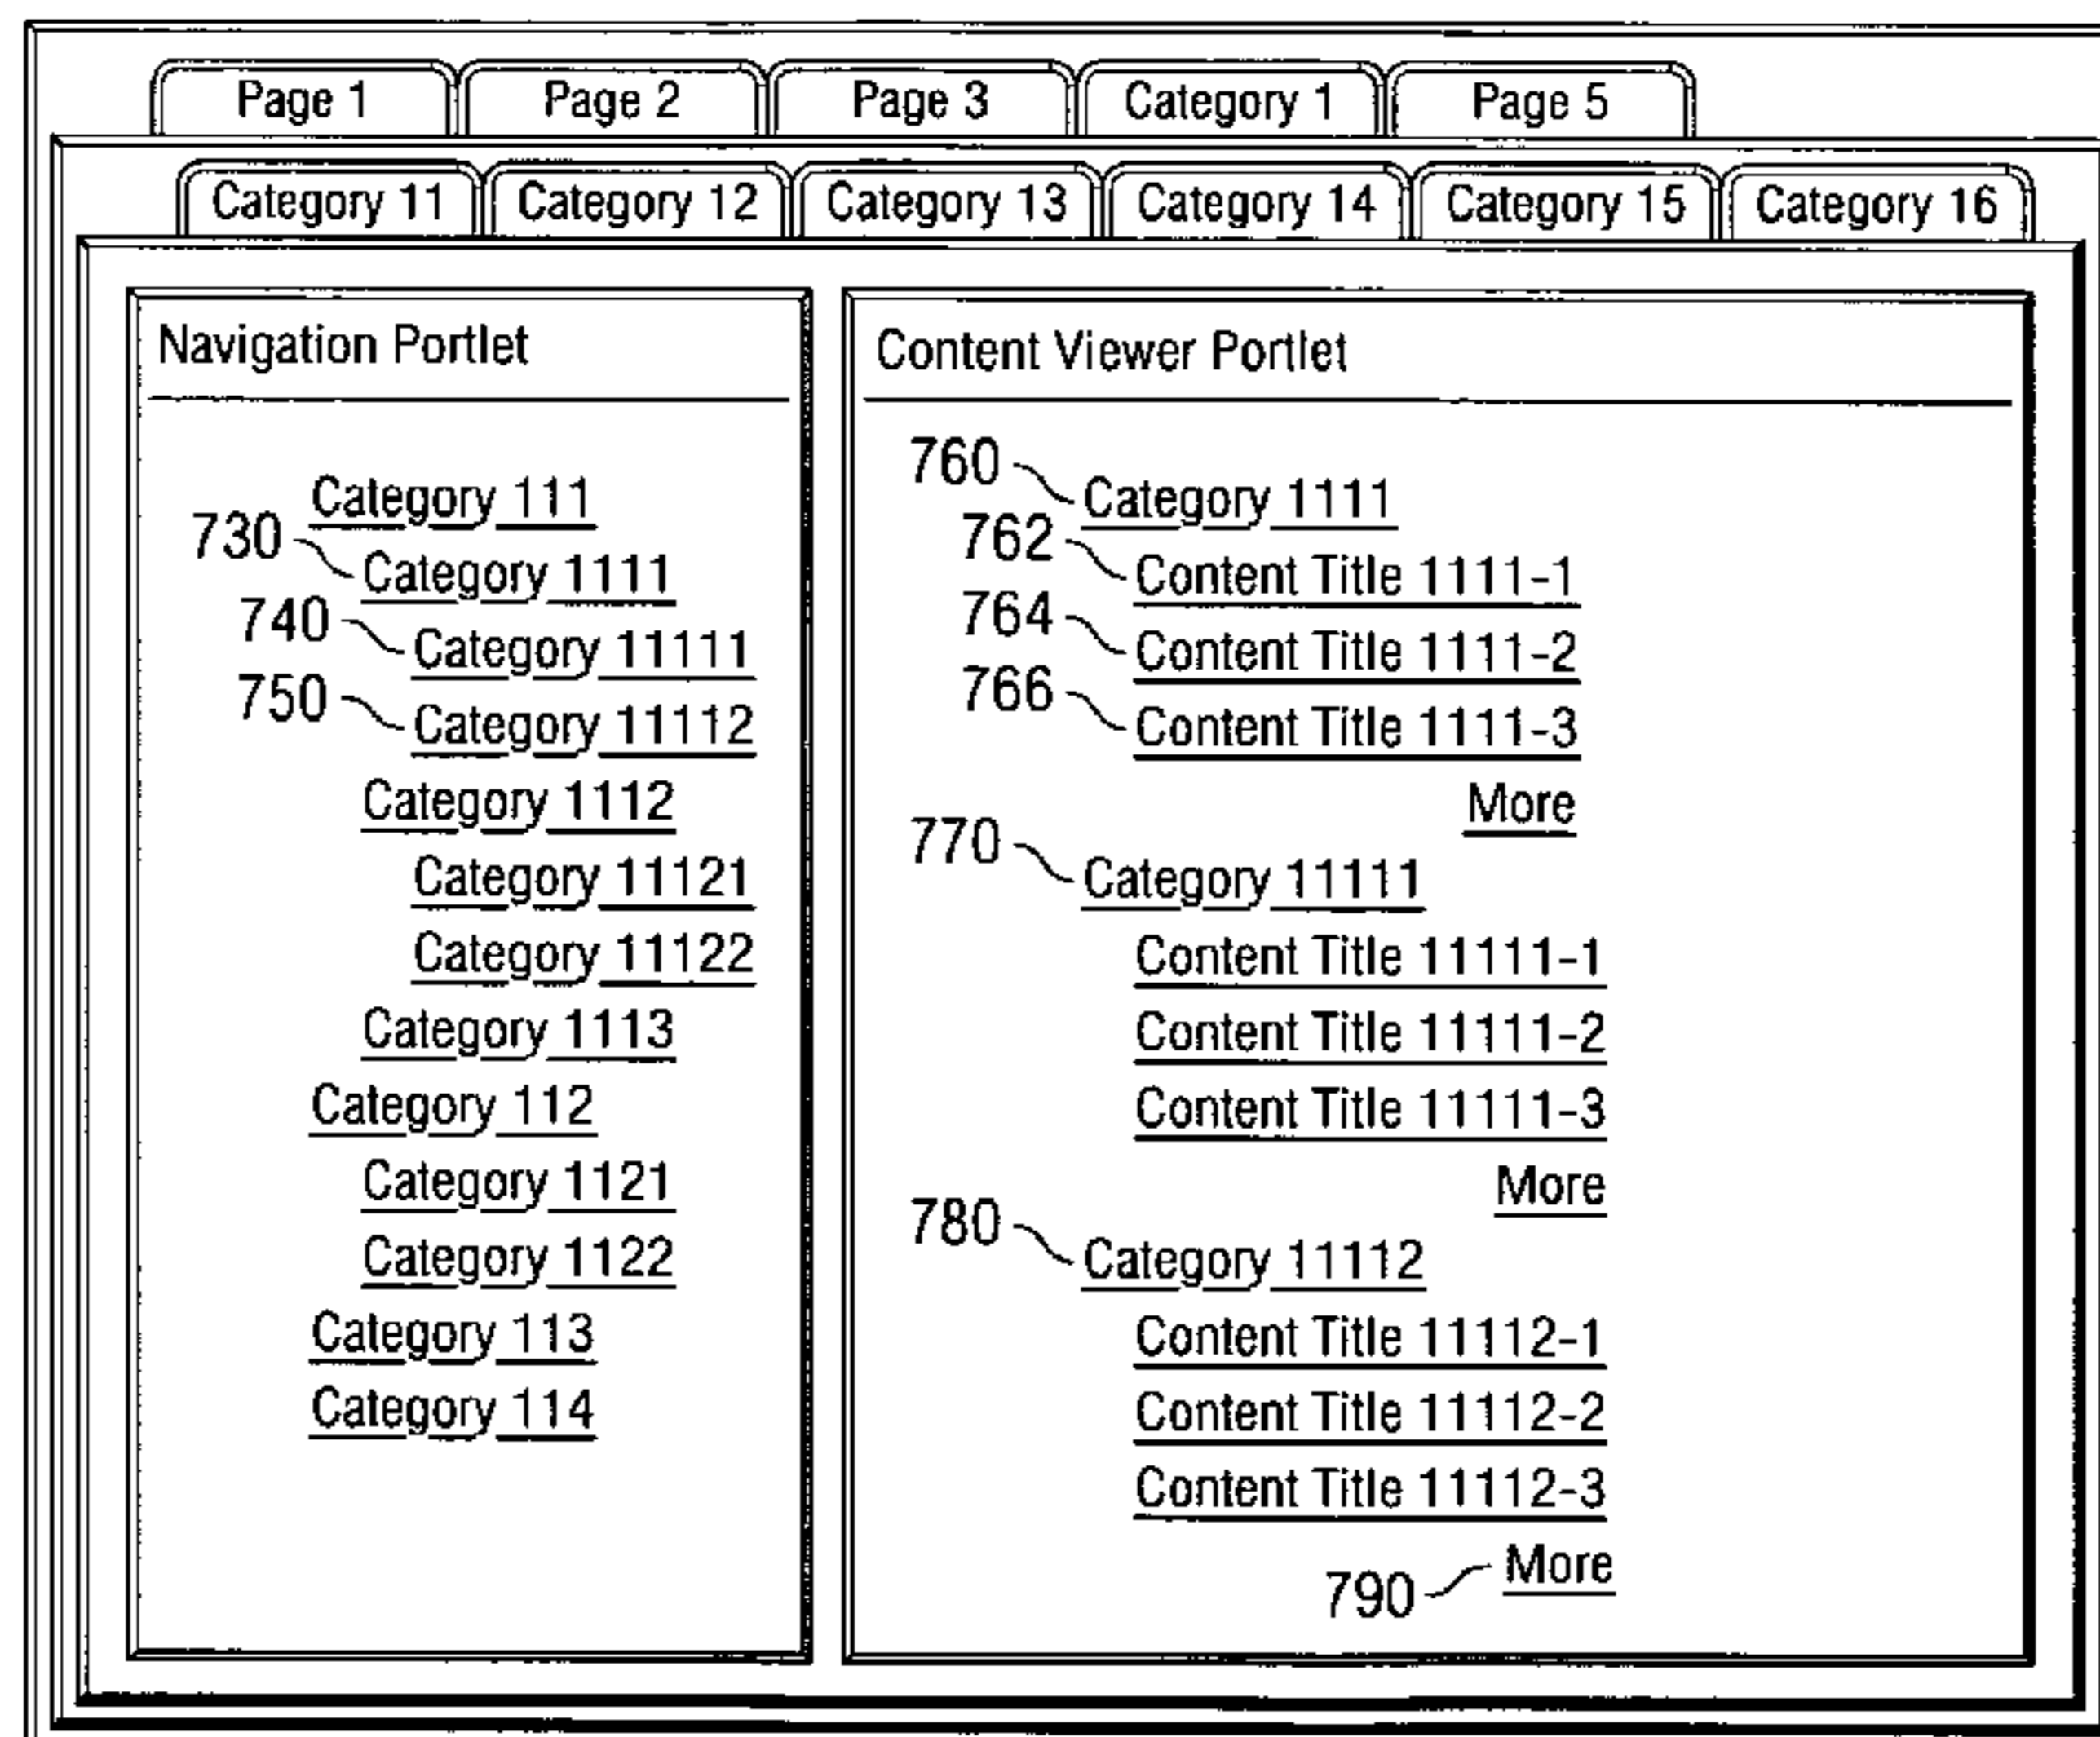 Page 1 Page 2 Page 3 Category 1 Page 5
Category 11 Category 12 Category 13 Category 14 Category 15 Category 16
Navigation Portlet
Category 111
730 Category 1111
740 Category 11111
750 Category 11112
Category 1112
Category 11121
Category 11122
Category 1113
Category 112
Category 1121
Category 1122
Category 113
Category 114
Content Viewer Portlet
760 Category 1111
762 Content Title 1111-1
764 Content Title 1111-2
766 Content Title 1111-3
More
770 Category 11111
Content Title 11111-1
Content Title 11111-2
Content Title 11111-3
More
780 Category 11112
Content Title 11112-1
Content Title 11112-2
Content Title 11112-3
790 More